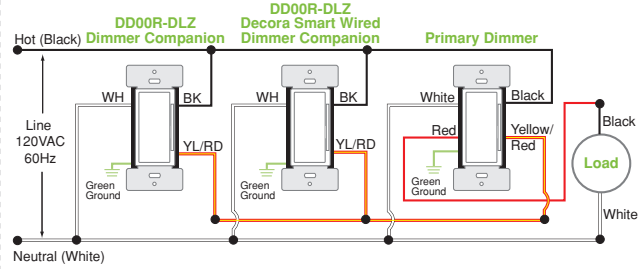 DD00R-DLZ
Dimmer Companion
DD00R-DLZ
Decora Smart Wired
Dimmer Companion
Primary Dimmer
Hot (Black)
WH
BK
WH
BK
White
Black
Line
120VAC
60Hz
YL/RD
YL/RD
Red
Yellow/
Red
Black
Load
Green
Ground
Green
Ground
Green
Ground
White
Neutral (White)